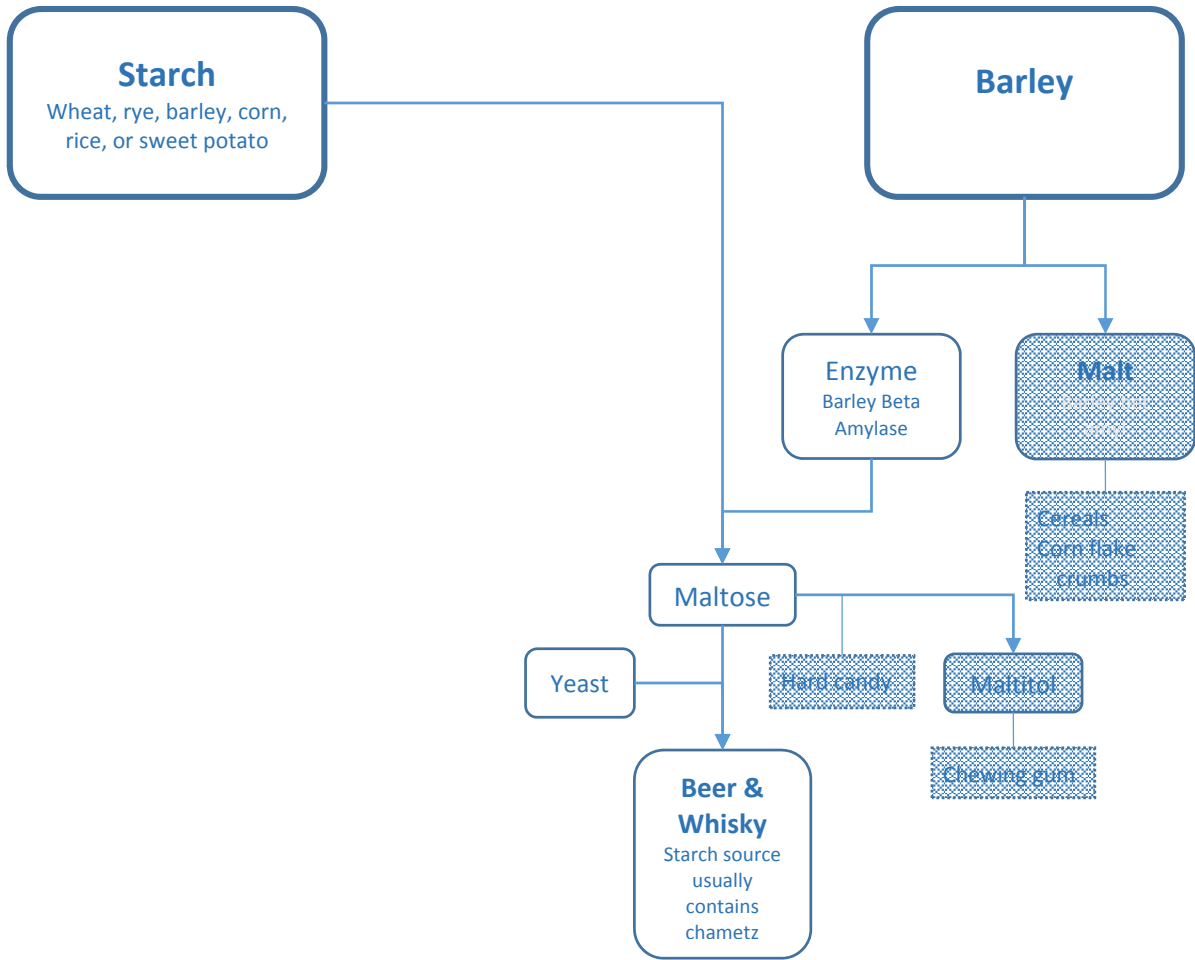 Starch
Wheat, rye, barley, corn,
rice, or sweet potato
Barley
Enzyme
Barley Beta
Amylase
Malt
Cereals
Corn flake
crumbs
Maltose
Yeast
Hard candy
Maltitol
Chewing gum
Beer &
Whisky
Starch source
usually
contains
chametz